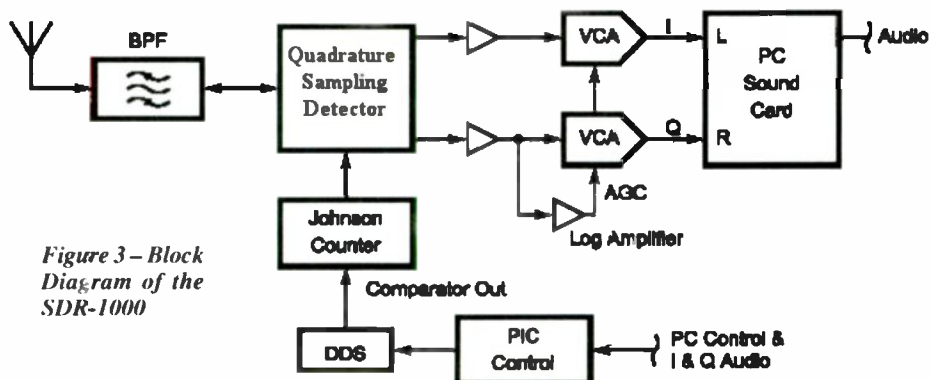 BPF
Quadrature
Sampling
Detector
VCA
I
L
PC
Sound
Card
Audio
VCA
Q
R
AGC
Log Amplifier
Johnson
Counter
Figure 3 – Block
Diagram of the
SDR-1000
Comparator Out
DDS
PIC
Control
PC Control &
I & Q Audio